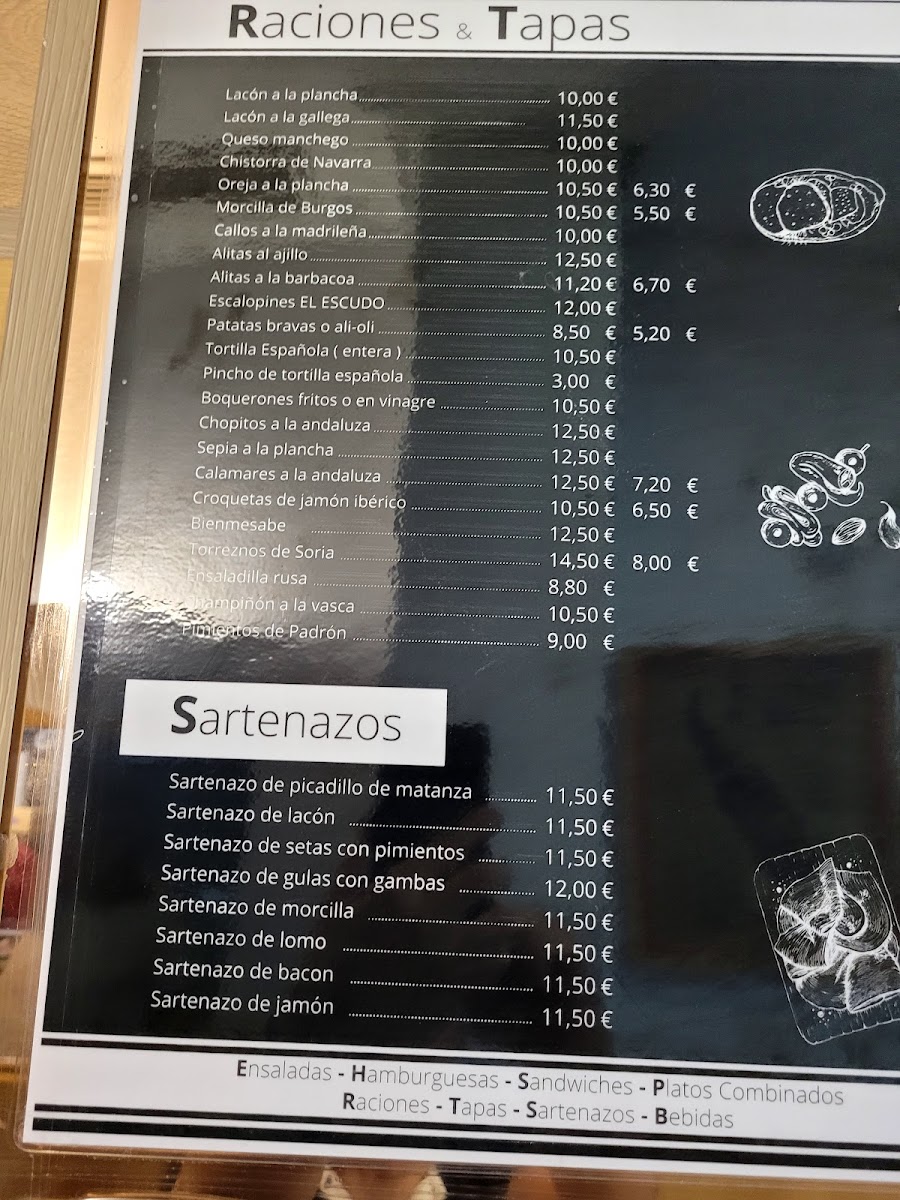 Raciones & Tapas
Lacón a la plancha 10,00 €
Lacón a la gallega 11,50 €
Queso manchego 10,00 €
Chistorra de Navarra 10,00 €
Oreja a la plancha 10,50 € 6,30 €
Morcilla de Burgos 10,50 € 5,50 €
Callos a la madrileña 10,00 €
Alitas al ajillo 12,50 €
Alitas a la barbacoa 11,20 € 6,70 €
Escalopines EL ESCUDO 12,00 €
Patatas bravas o ali-oli 8,50 € 5,20 €
Tortilla Española ( entera ) 10,50 €
Pincho de tortilla española 3,00 €
Boquerones fritos o en vinagre 10,50 €
Chopitos a la andaluza 12,50 €
Sepia a la plancha 12,50 €
Calamares a la andaluza 12,50 € 7,20 €
Croquetas de jamón ibérico 10,50 € 6,50 €
Bienmesabe 12,50 €
Torreznos de Soria 14,50 € 8,00 €
Ensaladilla rusa 8,80 €
Champiñón a la vasca 10,50 €
Pimientos de Padrón 9,00 €
Sartenazos
Sartenazo de picadillo de matanza 11,50 €
Sartenazo de lacón 11,50 €
Sartenazo de setas con pimientos 11,50 €
Sartenazo de gulas con gambas 12,00 €
Sartenazo de morcilla 11,50 €
Sartenazo de lomo 11,50 €
Sartenazo de bacon 11,50 €
Sartenazo de jamón 11,50 €
Ensaladas - Hamburguesas - Sandwiches - Platos Combinados
Raciones - Tapas - Sartenazos - Bebidas